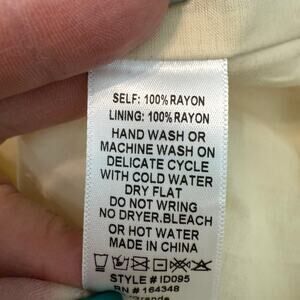 SELF: 100% RAYON
LINING: 100% RAYON
HAND WASH OR
MACHINE WASH ON
DELICATE CYCLE
WITH COLD WATER
DRY FLAT
DO NOT WRING
NO DRYER.BLEACH
OR HOT WATER
MADE IN CHINA
STYLE # ID095
RN # 164348